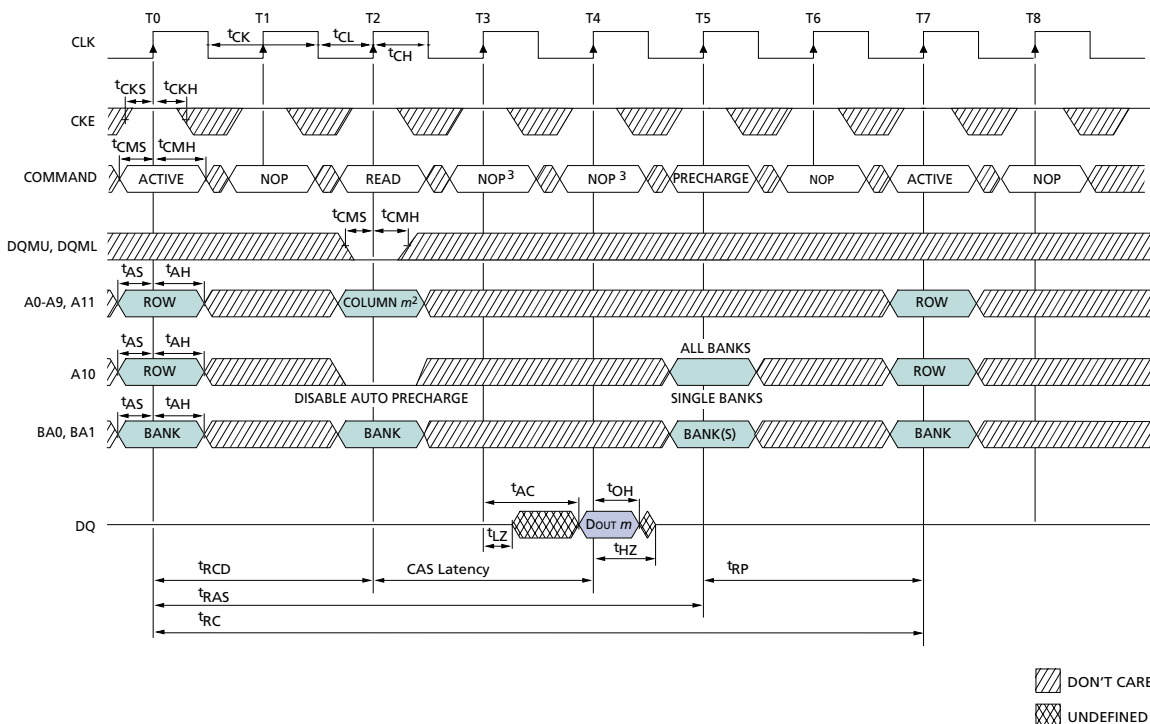 T0 T1 T2 T3 T4 T5 T6 T7 T8
CLK
tCK tCL
tCH
tCKS tCKH
CKE
tCMS tCMH
COMMAND ACTIVE NOP READ NOP3 NOP3 PRECHARGE NOP ACTIVE NOP
tCMS tCMH
DQMU, DQML
tAS tAH
A0-A9, A11 ROW COLUMN m2 ROW
tAS tAH
ALL BANKS
A10 ROW ROW
DISABLE AUTO PRECHARGE SINGLE BANKS
tAS tAH
BA0, BA1 BANK BANK BANK(S) BANK
tAC tOH
DQ DOUT m
tLZ tHZ
tRCD CAS Latency tRP
tRAS
tRC
DON'T CARE
UNDEFINED